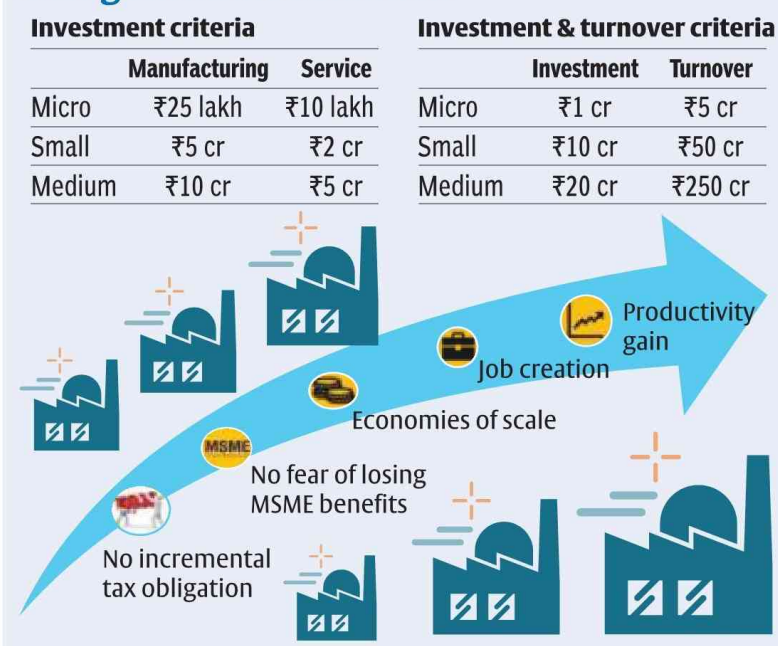 Investment criteria
Manufacturing Service
Micro ₹25 lakh ₹10 lakh
Small ₹5 cr ₹2 cr
Medium ₹10 cr ₹5 cr
Investment & turnover criteria
Investment Turnover
Micro ₹1 cr ₹5 cr
Small ₹10 cr ₹50 cr
Medium ₹20 cr ₹250 cr
Productivity
gain
Job creation
Economies of scale
MSME
No fear of losing
MSME benefits
TAX
No incremental
tax obligation